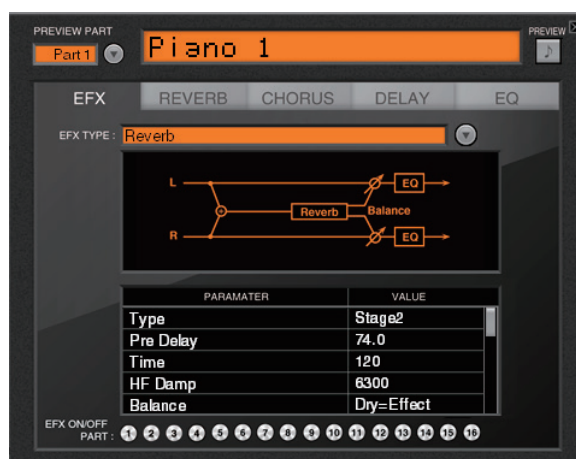 PREVIEW PART
Part 1
Piano 1
PREVIEW
EFX
REVERB
CHORUS
DELAY
EQ
EFX TYPE :
Reverb
L
EQ
Reverb
Balance
R
EQ
PARAMATER
VALUE
Type
Stage2
Pre Delay
74.0
Time
120
HF Damp
6300
Balance
Dry=Effect
EFX ON/OFF
PART :
1 2 3 4 5 6 7 8 9 10 11 12 13 14 15 16